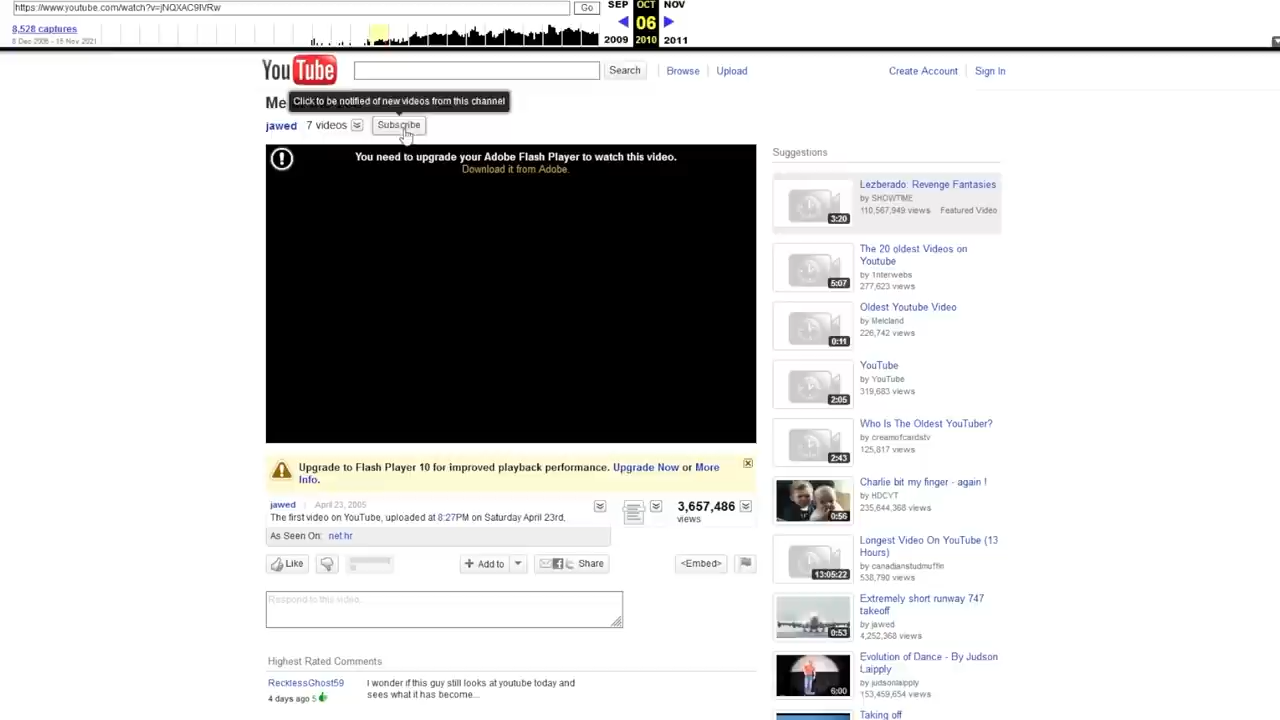 https://www.youtube.com/watch?v=jNQXAC9IVRw
Go
SEP OCT NOV
8,528 captures
06
8 Dec 2006 - 15 Nov 2021
2009 2010 2011
YouTube
Search
Browse
Upload
Create Account
Sign In
Me
Click to be notified of new videos from this channel
jawed 7 videos
Subscribe
You need to upgrade your Adobe Flash Player to watch this video.
Download it from Adobe.
Upgrade to Flash Player 10 for improved playback performance. Upgrade Now or More
Info.
jawed April 23, 2005
The first video on YouTube, uploaded at 8:27PM on Saturday April 23rd.
3,657,486
views
As Seen On: net hr
Like
Add to
Share
<Embed>
Respond to this video...
Highest Rated Comments
RecklessGhost59
4 days ago 5
I wonder if this guy still looks at youtube today and
sees what it has become...
Suggestions
Lezberado: Revenge Fantasies
by SHOWTIME
110,567,949 views Featured Video
3:20
The 20 oldest Videos on
Youtube
by 1nterwebs
277,623 views
5:07
Oldest Youtube Video
by Meicland
226,742 views
0:11
YouTube
by YouTube
319,683 views
2:05
Who Is The Oldest YouTuber?
by creamofcardstv
125,817 views
2:43
Charlie bit my finger - again !
by HDCYT
235,644,368 views
0:56
Longest Video On YouTube (13
Hours)
by canadianstudmuffin
538,790 views
13:05:22
Extremely short runway 747
takeoff
by jawed
4,252,368 views
0:53
Evolution of Dance - By Judson
Laipply
by judsonlaipply
153,459,654 views
6:00
Taking off